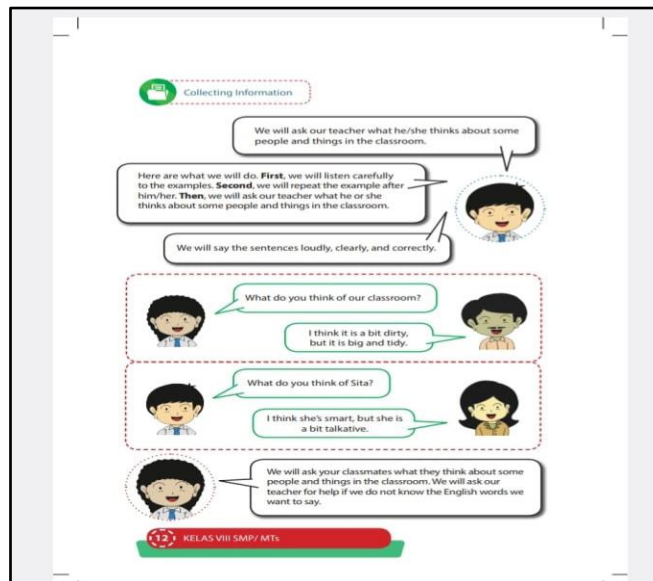 Collecting Information
We will ask our teacher what he/she thinks about some
people and things in the classroom.
Here are what we will do. First, we will listen carefully
to the examples. Second, we will repeat the example after
him/her. Then, we will ask our teacher what he or she
thinks about some people and things in the classroom.
We will say the sentences loudly, clearly, and correctly.
What do you think of our classroom?
I think it is a bit dirty,
but it is big and tidy.
What do you think of Sita?
I think she's smart, but she is
a bit talkative.
We will ask your classmates what they think about some
people and things in the classroom. We will ask our
teacher for help if we do not know the English words we
want to say.
12 KELAS VIII SMP/ MTs